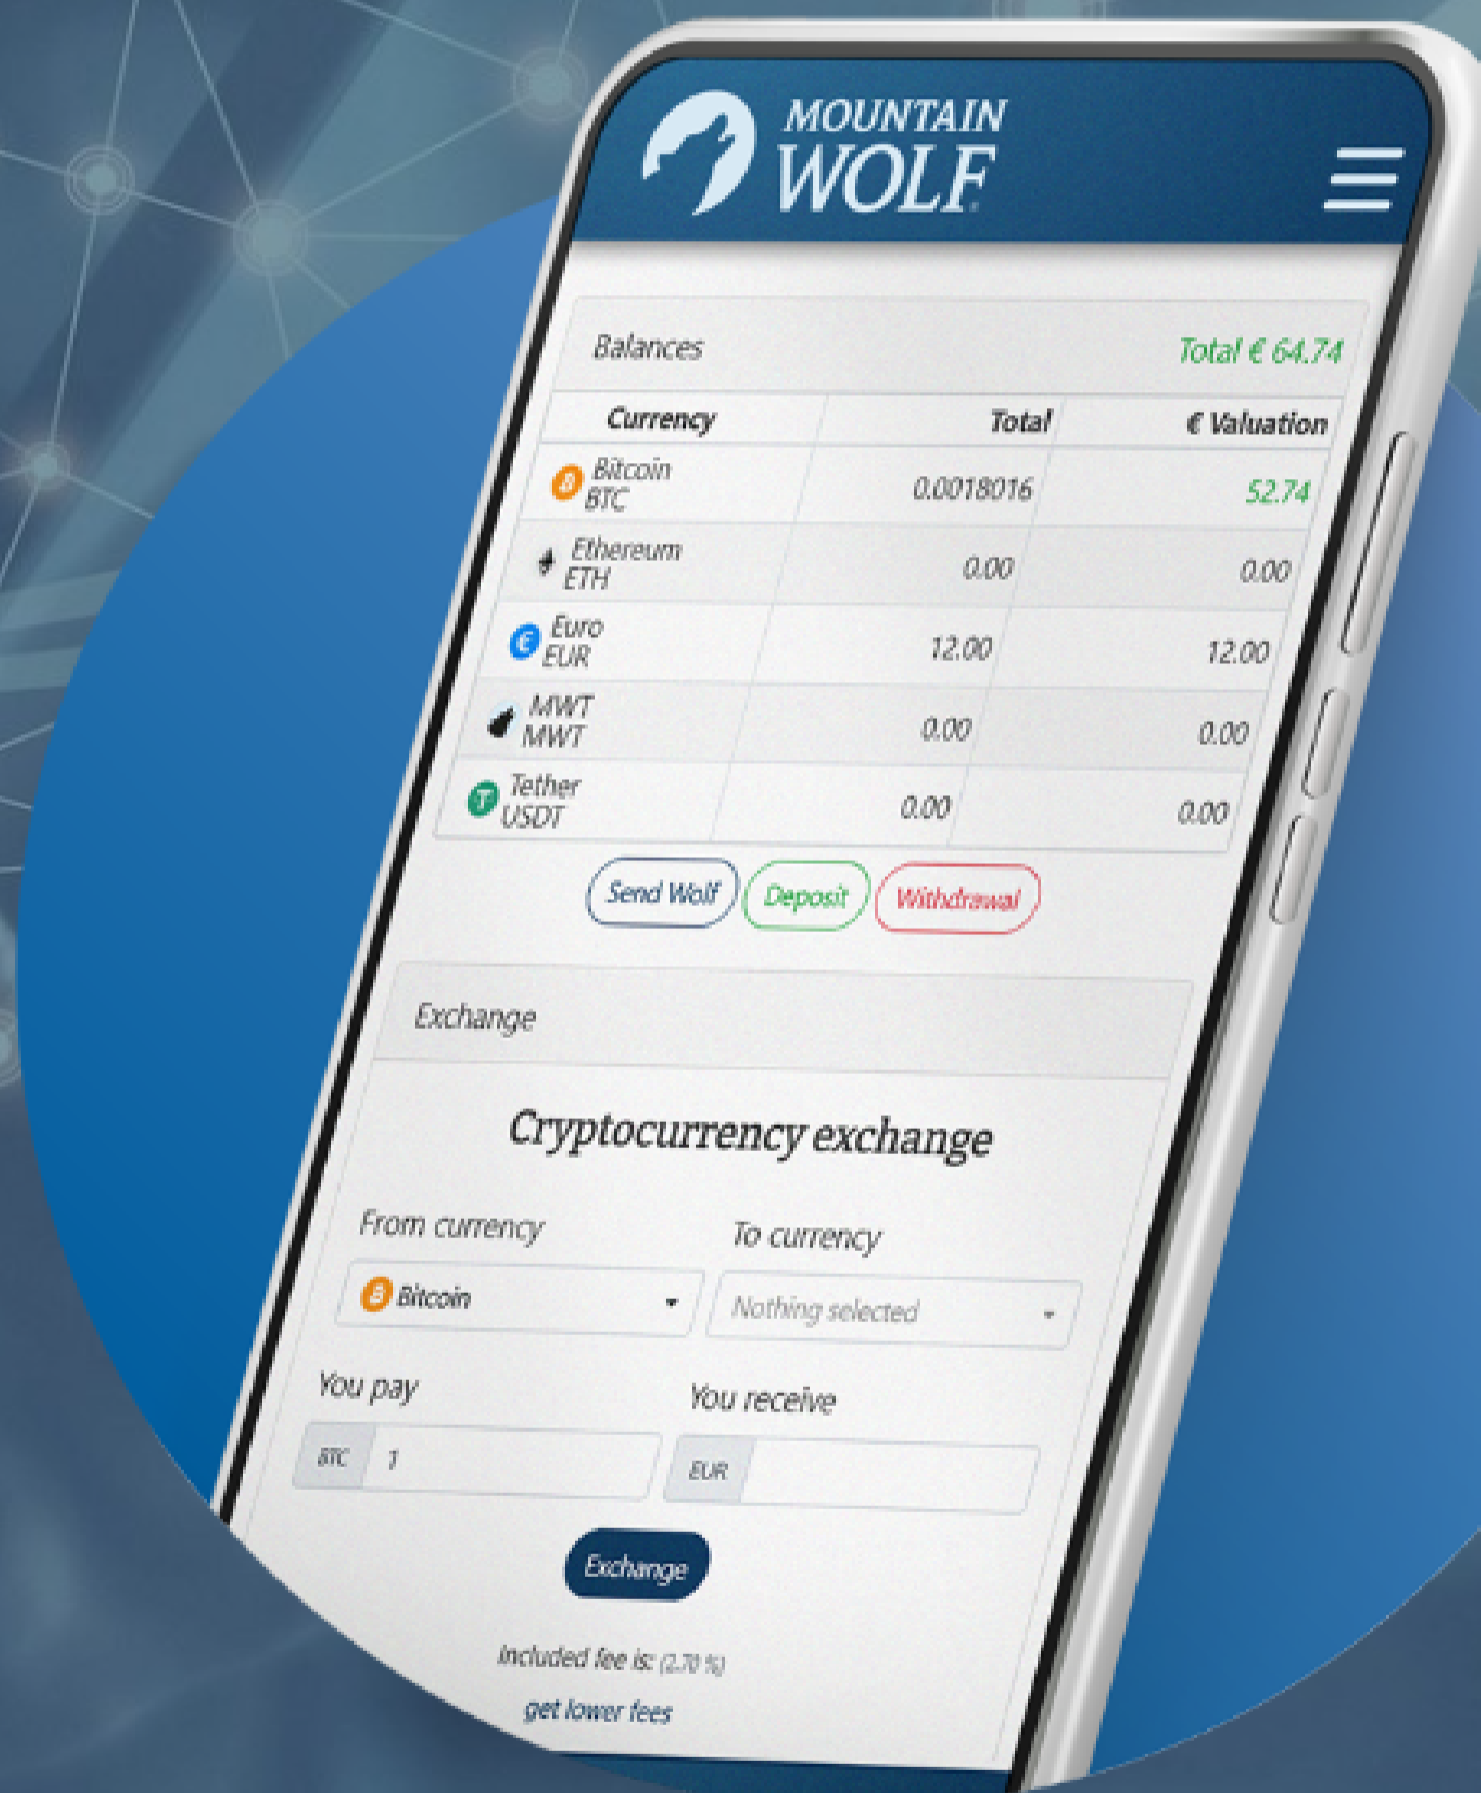 MOUNTAIN
WOLF
Balances Total € 64.74
Currency Total € Valuation
Bitcoin
BTC 0.0018016 52.74
Ethereum
ETH 0.00 0.00
Euro
EUR 12.00 12.00
MWT
MWT 0.00 0.00
Tether
USDT 0.00 0.00
Send Wolf Deposit Withdrawal
Exchange
Cryptocurrency exchange
From currency To currency
Bitcoin Nothing selected
You pay You receive
BTC 1 EUR
Exchange
Included fee is: (2.70 %)
get lower fees